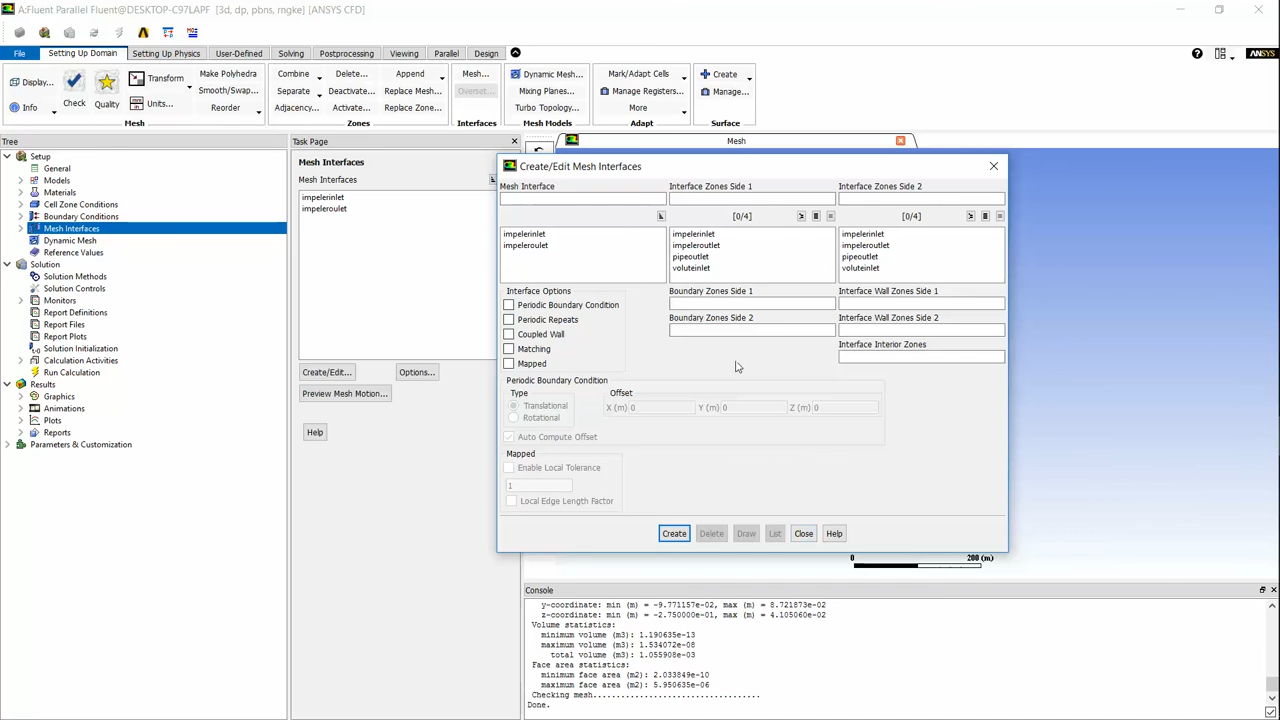 A:Fluent Parallel Fluent@DESKTOP-C97LAPF [3d, dp, pbns, rngke] [ANSYS CFD]
File Setting Up Domain Setting Up Physics User-Defined Solving Postprocessing Viewing Parallel Design
ANSYS
Display... Transform Make Polyhedra Combine Delete... Append Mesh... Dynamic Mesh... Mark/Adapt Cells Create
Smoothy/Swap... Separate Deactivate... Replace Mesh... Overset... Mixing Planes... Manage Registers... Manage...
Info Check Quality Units... Reorder Adjacency... Activate... Replace Zone... Turbo Topology... More
Mesh Zones Interfaces Mesh Models Adapt Surface
Tree
Setup
General
Models
Materials
Cell Zone Conditions
Boundary Conditions
Mesh Interfaces
Dynamic Mesh
Reference Values
Solution
Solution Methods
Solution Controls
Monitors
Report Definitions
Report Files
Report Plots
Solution Initialization
Calculation Activities
Run Calculation
Results
Graphics
Animations
Plots
Reports
Parameters & Customization
Task Page
Mesh Interfaces
Mesh Interfaces
impelerinlet
impeleroulet
Create/Edit... Options...
Preview Mesh Motion...
Help
Mesh
Create/Edit Mesh Interfaces
Mesh Interface Interface Zones Side 1 Interface Zones Side 2
[0/4] [0/4]
impelerinlet impelerinlet impelerinlet
impeleroulet impeleroutlet impeleroutlet
pipeoutlet pipeoutlet
voluteinlet voluteinlet
Interface Options Boundary Zones Side 1 Interface Wall Zones Side 1
Periodic Boundary Condition
Periodic Repeats Boundary Zones Side 2 Interface Wall Zones Side 2
Coupled Wall
Matching Interface Interior Zones
Mapped
Periodic Boundary Condition
Type Offset
Translational X (m) 0 Y (m) 0 Z (m) 0
Rotational
Auto Compute Offset
Mapped
Enable Local Tolerance
1
Local Edge Length Factor
Create Delete Draw List Close Help
0 200 (m)
Console
y-coordinate: min (m) = -9.771157e-02, max (m) = 8.721873e-02
z-coordinate: min (m) = -2.750000e-01, max (m) = 4.105060e-02
Volume statistics:
minimum volume (m3): 1.190635e-13
maximum volume (m3): 1.534072e-08
total volume (m3): 1.055908e-03
Face area statistics:
minimum face area (m2): 2.033849e-10
maximum face area (m2): 5.950635e-06
Checking mesh.................................
Done.